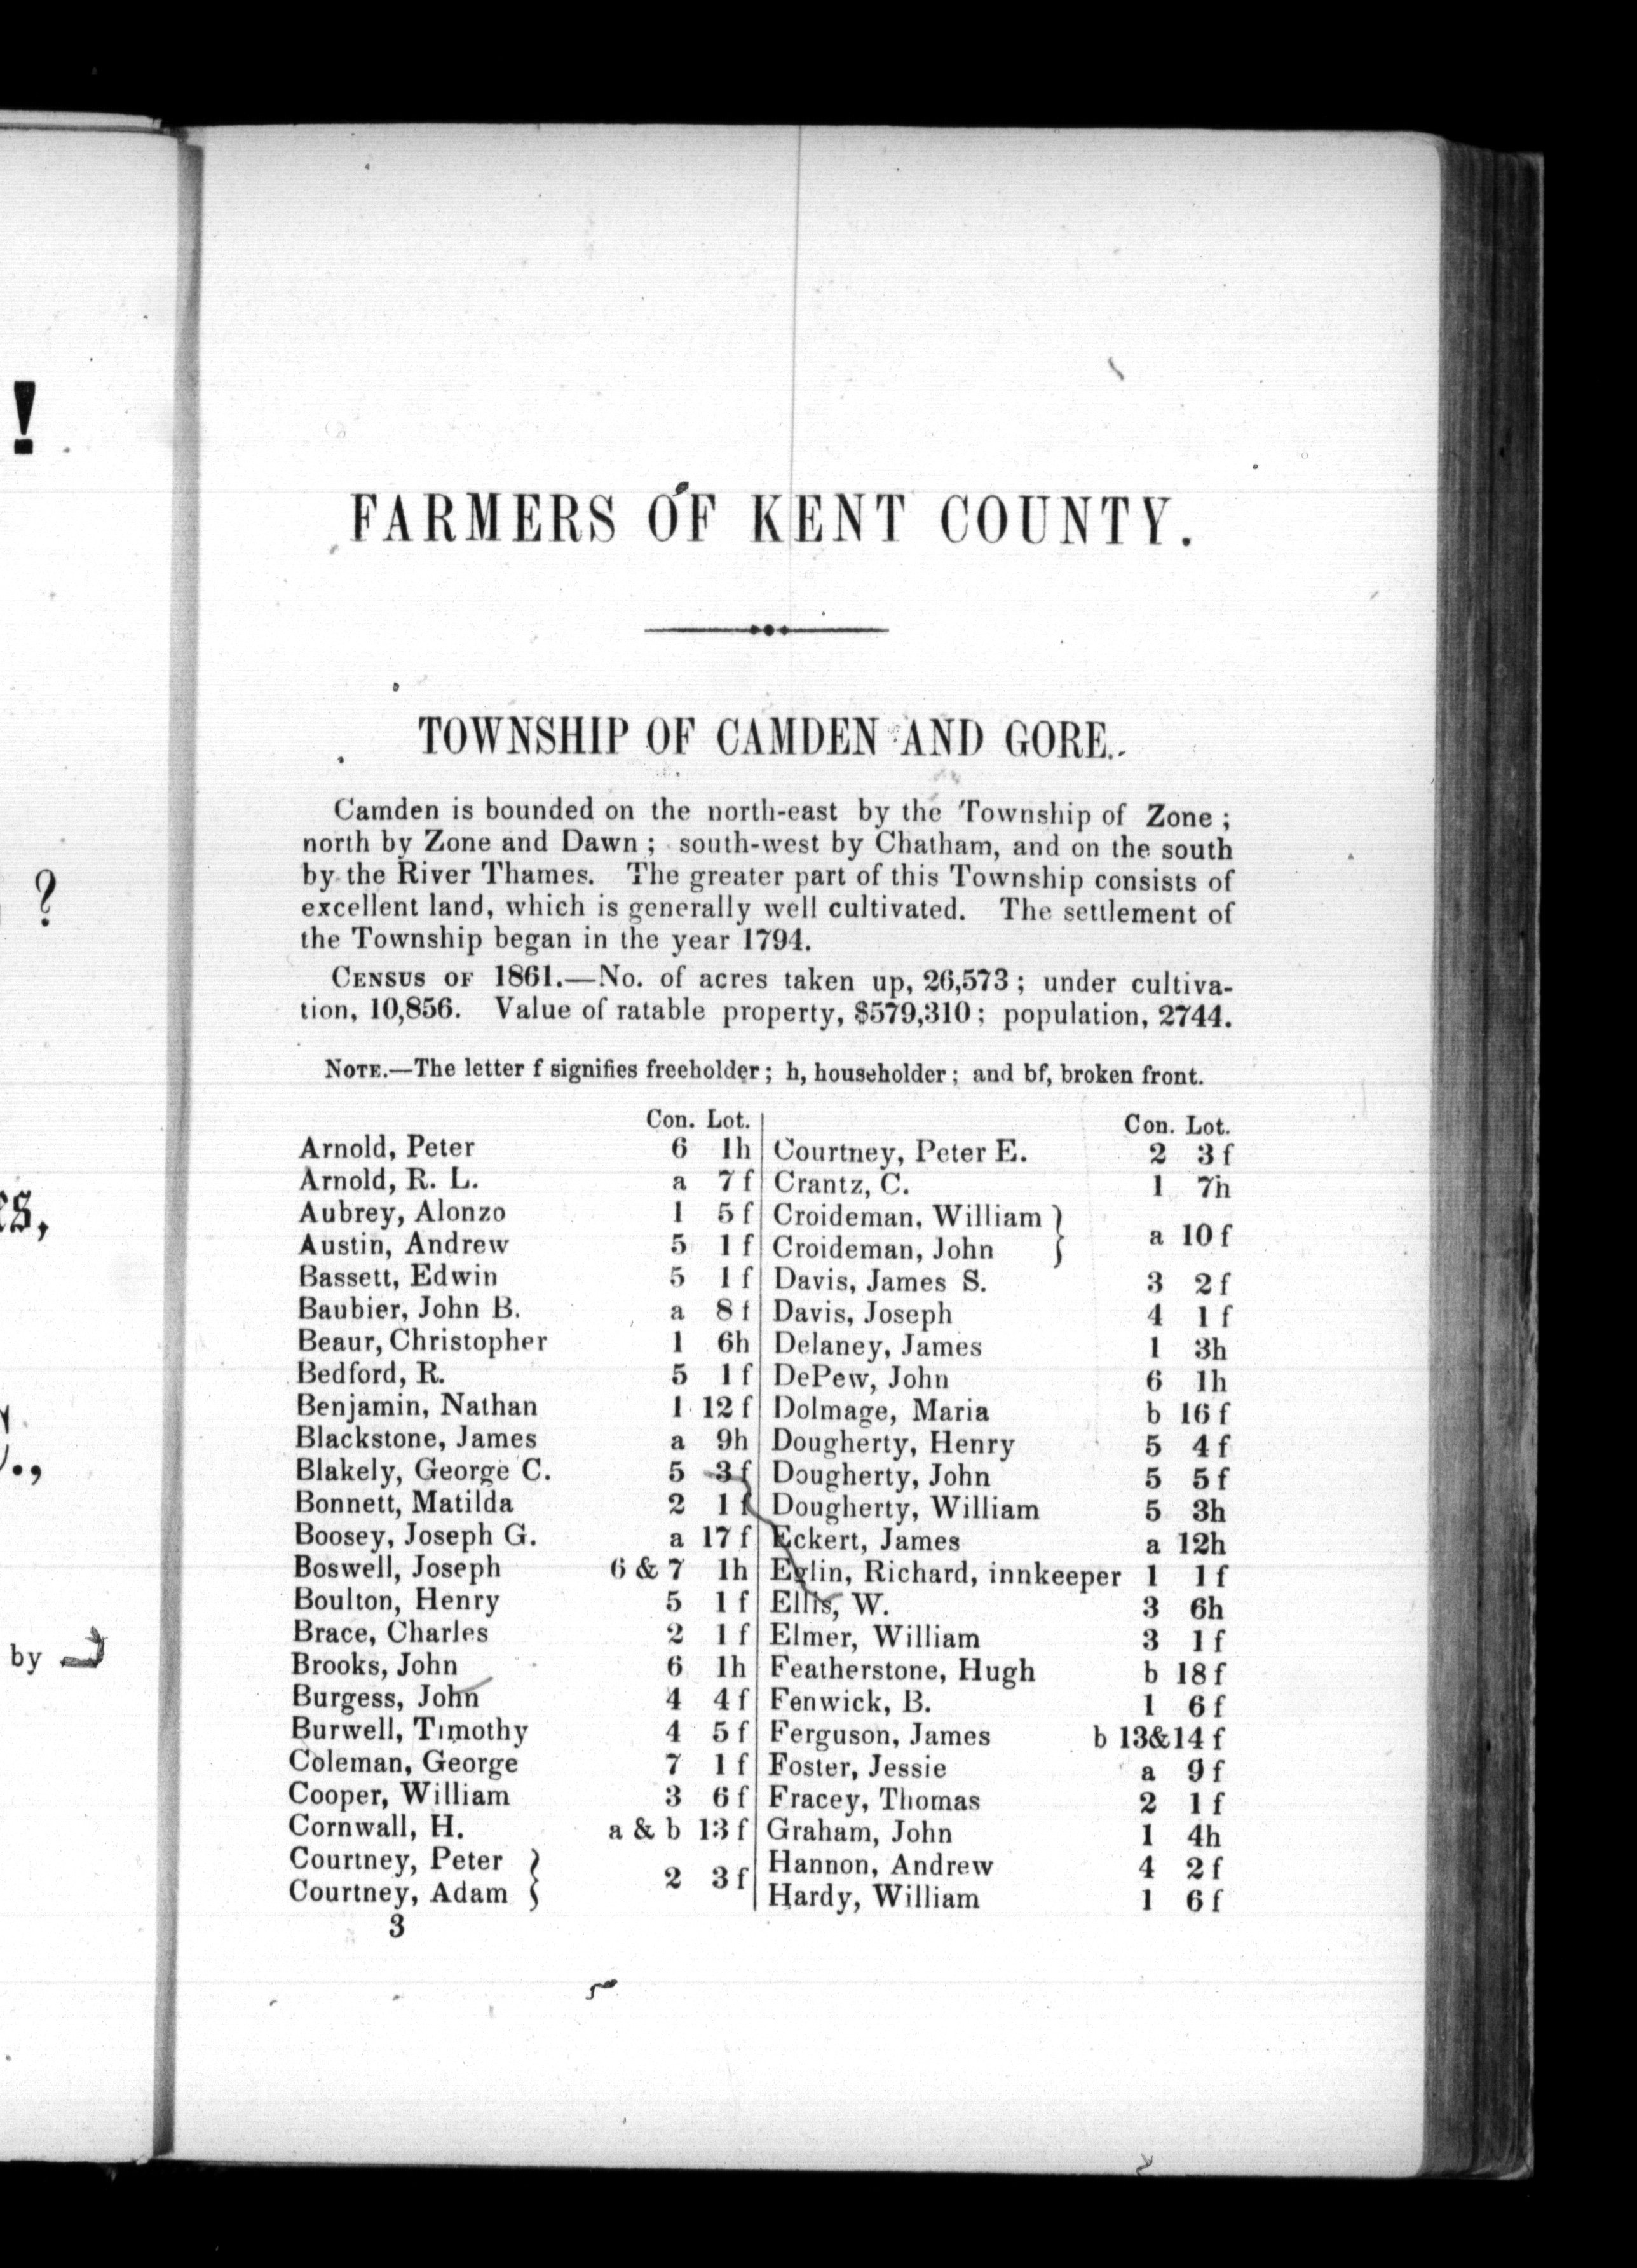 !
?
es,
.,
by
FARMERS OF KENT COUNTY.
TOWNSHIP OF CAMDEN AND GORE.
Camden is bounded on the north-east by the Township of Zone ;
north by Zone and Dawn ; south-west by Chatham, and on the south
by the River Thames. The greater part of this Township consists of
excellent land, which is generally well cultivated. The settlement of
the Township began in the year 1794.
CENSUS OF 1861.—No. of acres taken up, 26,573 ; under cultiva-
tion, 10,856. Value of ratable property, $579,310 ; population, 2744.
NOTE.—The letter f signifies freeholder ; h, householder ; and bf, broken front.
Con. Lot.
Arnold, Peter 6 1h
Arnold, R. L. a 7 f
Aubrey, Alonzo 1 5 f
Austin, Andrew 5 1 f
Bassett, Edwin 5 1 f
Baubier, John B. a 8 f
Beaur, Christopher 1 6h
Bedford, R. 5 1 f
Benjamin, Nathan 1 12 f
Blackstone, James a 9h
Blakely, George C. 5 3 f
Bonnett, Matilda 2 1 f
Boosey, Joseph G. a 17 f
Boswell, Joseph 6 & 7 1h
Boulton, Henry 5 1 f
Brace, Charles 2 1 f
Brooks, John 6 1h
Burgess, John 4 4 f
Burwell, Timothy 4 5 f
Coleman, George 7 1 f
Cooper, William 3 6 f
Cornwall, H. a & b 13 f
Courtney, Peter }
Courtney, Adam } 2 3 f
3
Con. Lot.
Courtney, Peter E. 2 3 f
Crantz, C. 1 7h
Croideman, William }
Croideman, John } a 10 f
Davis, James S. 3 2 f
Davis, Joseph 4 1 f
Delaney, James 1 3h
DePew, John 6 1h
Dolmage, Maria b 16 f
Dougherty, Henry 5 4 f
Dougherty, John 5 5 f
Dougherty, William 5 3h
Eckert, James a 12h
Eglin, Richard, innkeeper 1 1 f
Ellis, W. 3 6h
Elmer, William 3 1 f
Featherstone, Hugh b 18 f
Fenwick, B. 1 6 f
Ferguson, James b 13&14 f
Foster, Jessie a 9 f
Fracey, Thomas 2 1 f
Graham, John 1 4h
Hannon, Andrew 4 2 f
Hardy, William 1 6 f